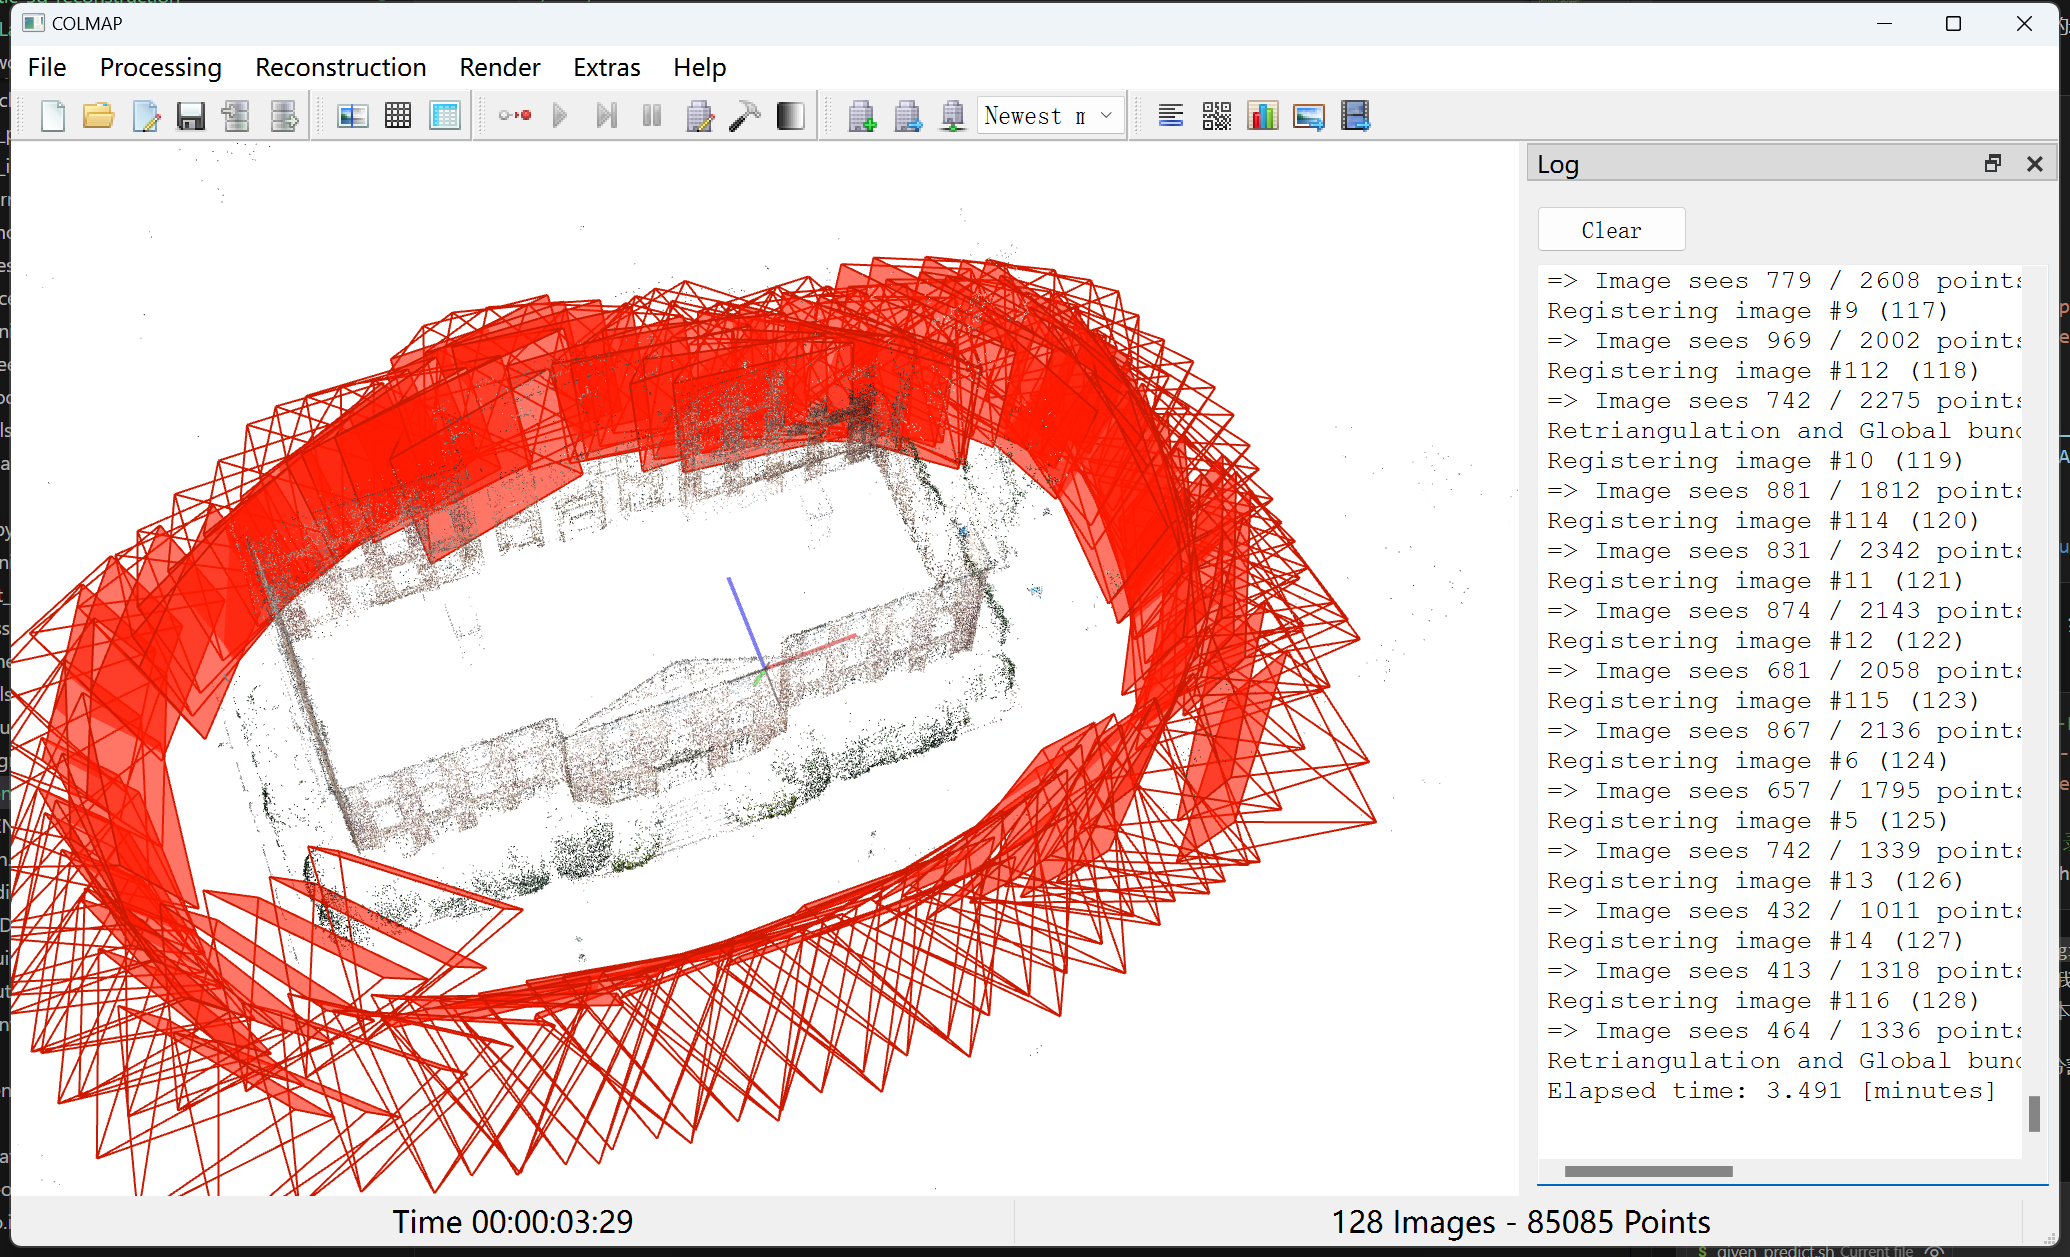 COLMAP
File Processing Reconstruction Render Extras Help
Newest m
Log
Clear
=> Image sees 779 / 2608 points
Registering image #9 (117)
=> Image sees 969 / 2002 points
Registering image #112 (118)
=> Image sees 742 / 2275 points
Retriangulation and Global bund
Registering image #10 (119)
=> Image sees 881 / 1812 points
Registering image #114 (120)
=> Image sees 831 / 2342 points
Registering image #11 (121)
=> Image sees 874 / 2143 points
Registering image #12 (122)
=> Image sees 681 / 2058 points
Registering image #115 (123)
=> Image sees 867 / 2136 points
Registering image #6 (124)
=> Image sees 657 / 1795 points
Registering image #5 (125)
=> Image sees 742 / 1339 points
Registering image #13 (126)
=> Image sees 432 / 1011 points
Registering image #14 (127)
=> Image sees 413 / 1318 points
Registering image #116 (128)
=> Image sees 464 / 1336 points
Retriangulation and Global bund
Elapsed time: 3.491 [minutes]
Time 00:00:03:29
128 Images - 85085 Points
given_predict.sh Current file